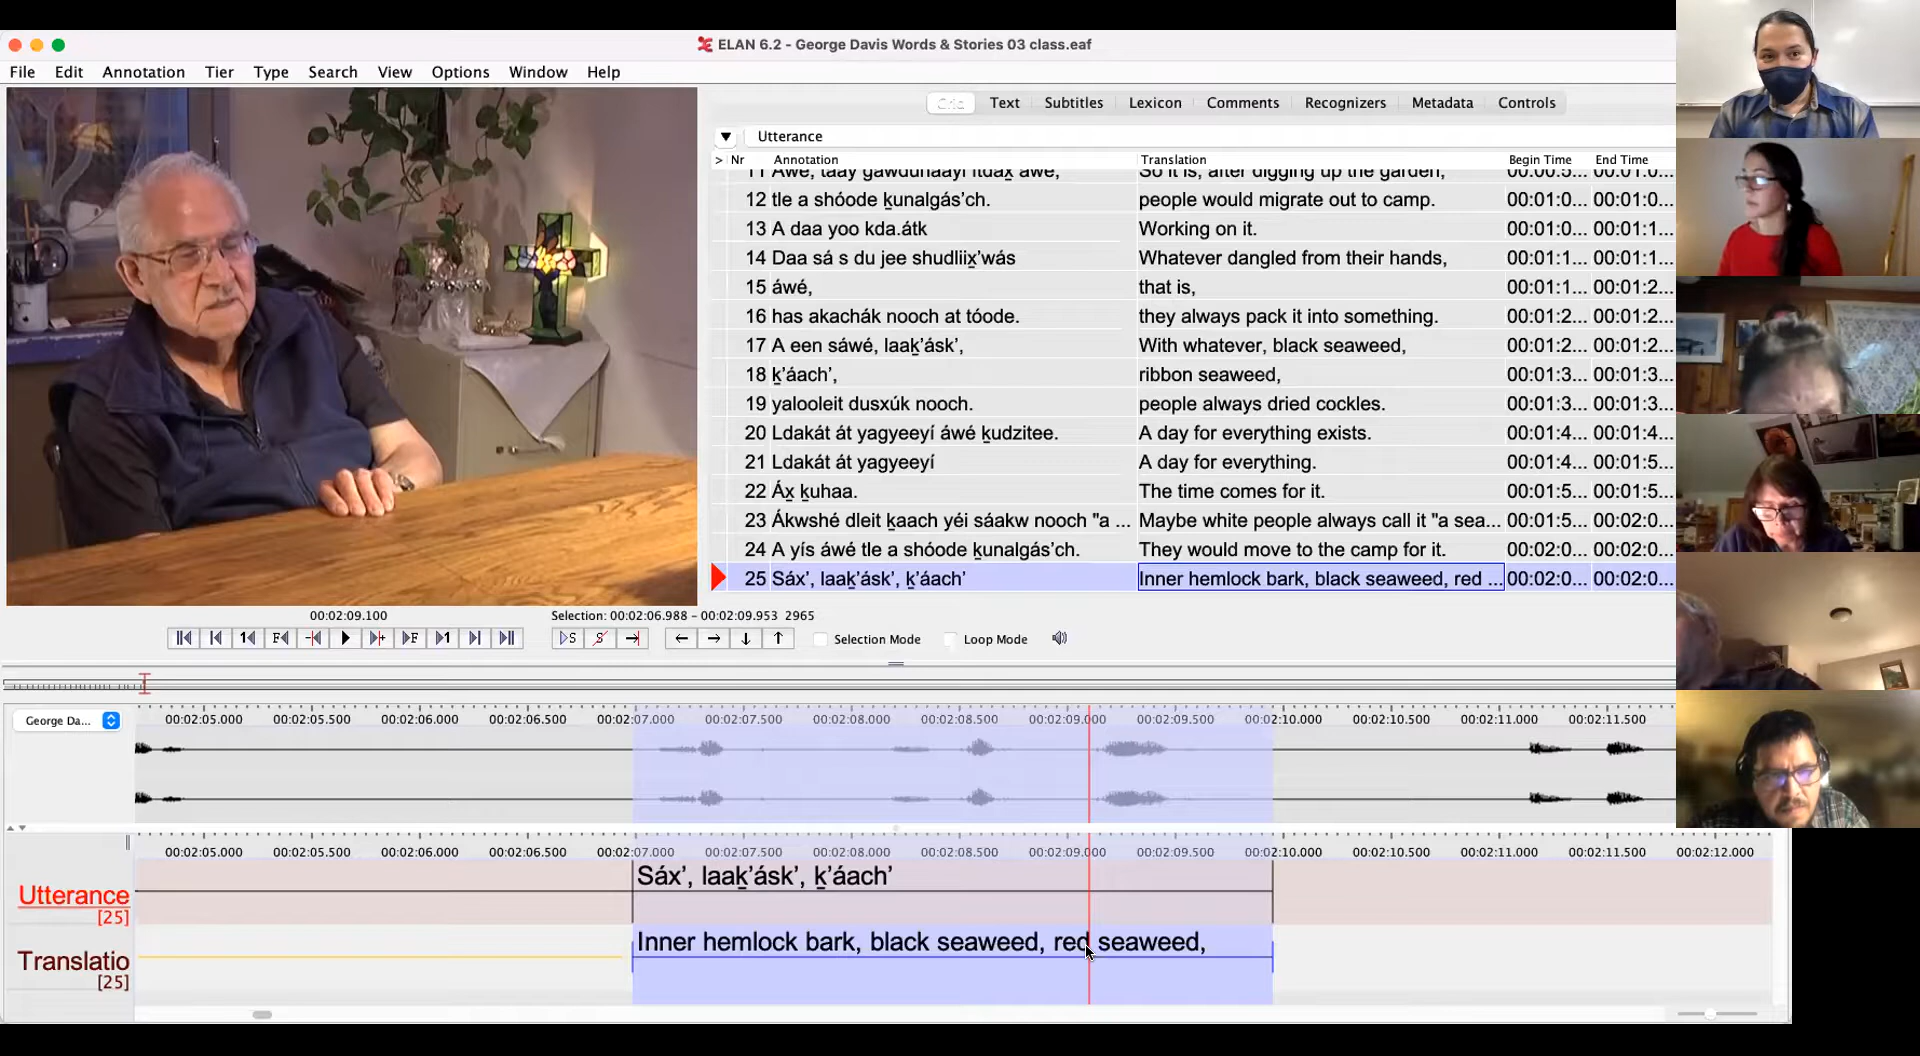 ELAN 6.2 - George Davis Words & Stories 03 class.eaf
File Edit Annotation Tier Type Search View Options Window Help
Grid Text Subtitles Lexicon Comments Recognizers Metadata Controls
Utterance
> Nr Annotation Translation Begin Time End Time
12 tle a shóode ḵunalgás’ch. people would migrate out to camp. 00:01:0... 00:01:0...
13 A daa yoo kda.átk Working on it. 00:01:0... 00:01:1...
14 Daa sá s du jee shudliix̱’wás Whatever dangled from their hands, 00:01:1... 00:01:1...
15 áwé, that is, 00:01:1... 00:01:2...
16 has akachák nooch at tóode. they always pack it into something. 00:01:2... 00:01:2...
17 A een sáwé, laaḵ’ásk’, With whatever, black seaweed, 00:01:2... 00:01:2...
18 ḵ’áach’, ribbon seaweed, 00:01:3... 00:01:3...
19 yalooleit dusxúk nooch. people always dried cockles. 00:01:3... 00:01:3...
20 Ldakát át yagyeeyí áwé ḵudzitee. A day for everything exists. 00:01:4... 00:01:4...
21 Ldakát át yagyeeyí A day for everything. 00:01:4... 00:01:5...
22 Áx̱ ḵuhaa. The time comes for it. 00:01:5... 00:01:5...
23 Ákwshé dleit ḵaach yéi sáakw nooch "a ... Maybe white people always call it "a sea... 00:01:5... 00:02:0...
24 A yís áwé tle a shóode ḵunalgás’ch. They would move to the camp for it. 00:02:0... 00:02:0...
25 Sáx’, laaḵ’ásk’, ḵ’áach’ Inner hemlock bark, black seaweed, red ... 00:02:0... 00:02:0...
00:02:09.100 Selection: 00:02:06.988 – 00:02:09.953 2965
Selection Mode Loop Mode
George Da... 00:02:05.000 00:02:05.500 00:02:06.000 00:02:06.500 00:02:07.000 00:02:07.500 00:02:08.000 00:02:08.500 00:02:09.000 00:02:09.500 00:02:10.000 00:02:10.500 00:02:11.000 00:02:11.500
00:02:05.000 00:02:05.500 00:02:06.000 00:02:06.500 00:02:07.000 00:02:07.500 00:02:08.000 00:02:08.500 00:02:09.000 00:02:09.500 00:02:10.000 00:02:10.500 00:02:11.000 00:02:11.500 00:02:12.000
Sáx’, laaḵ’ásk’, ḵ’áach’
Utterance
[25]
Inner hemlock bark, black seaweed, red seaweed,
Translatio
[25]